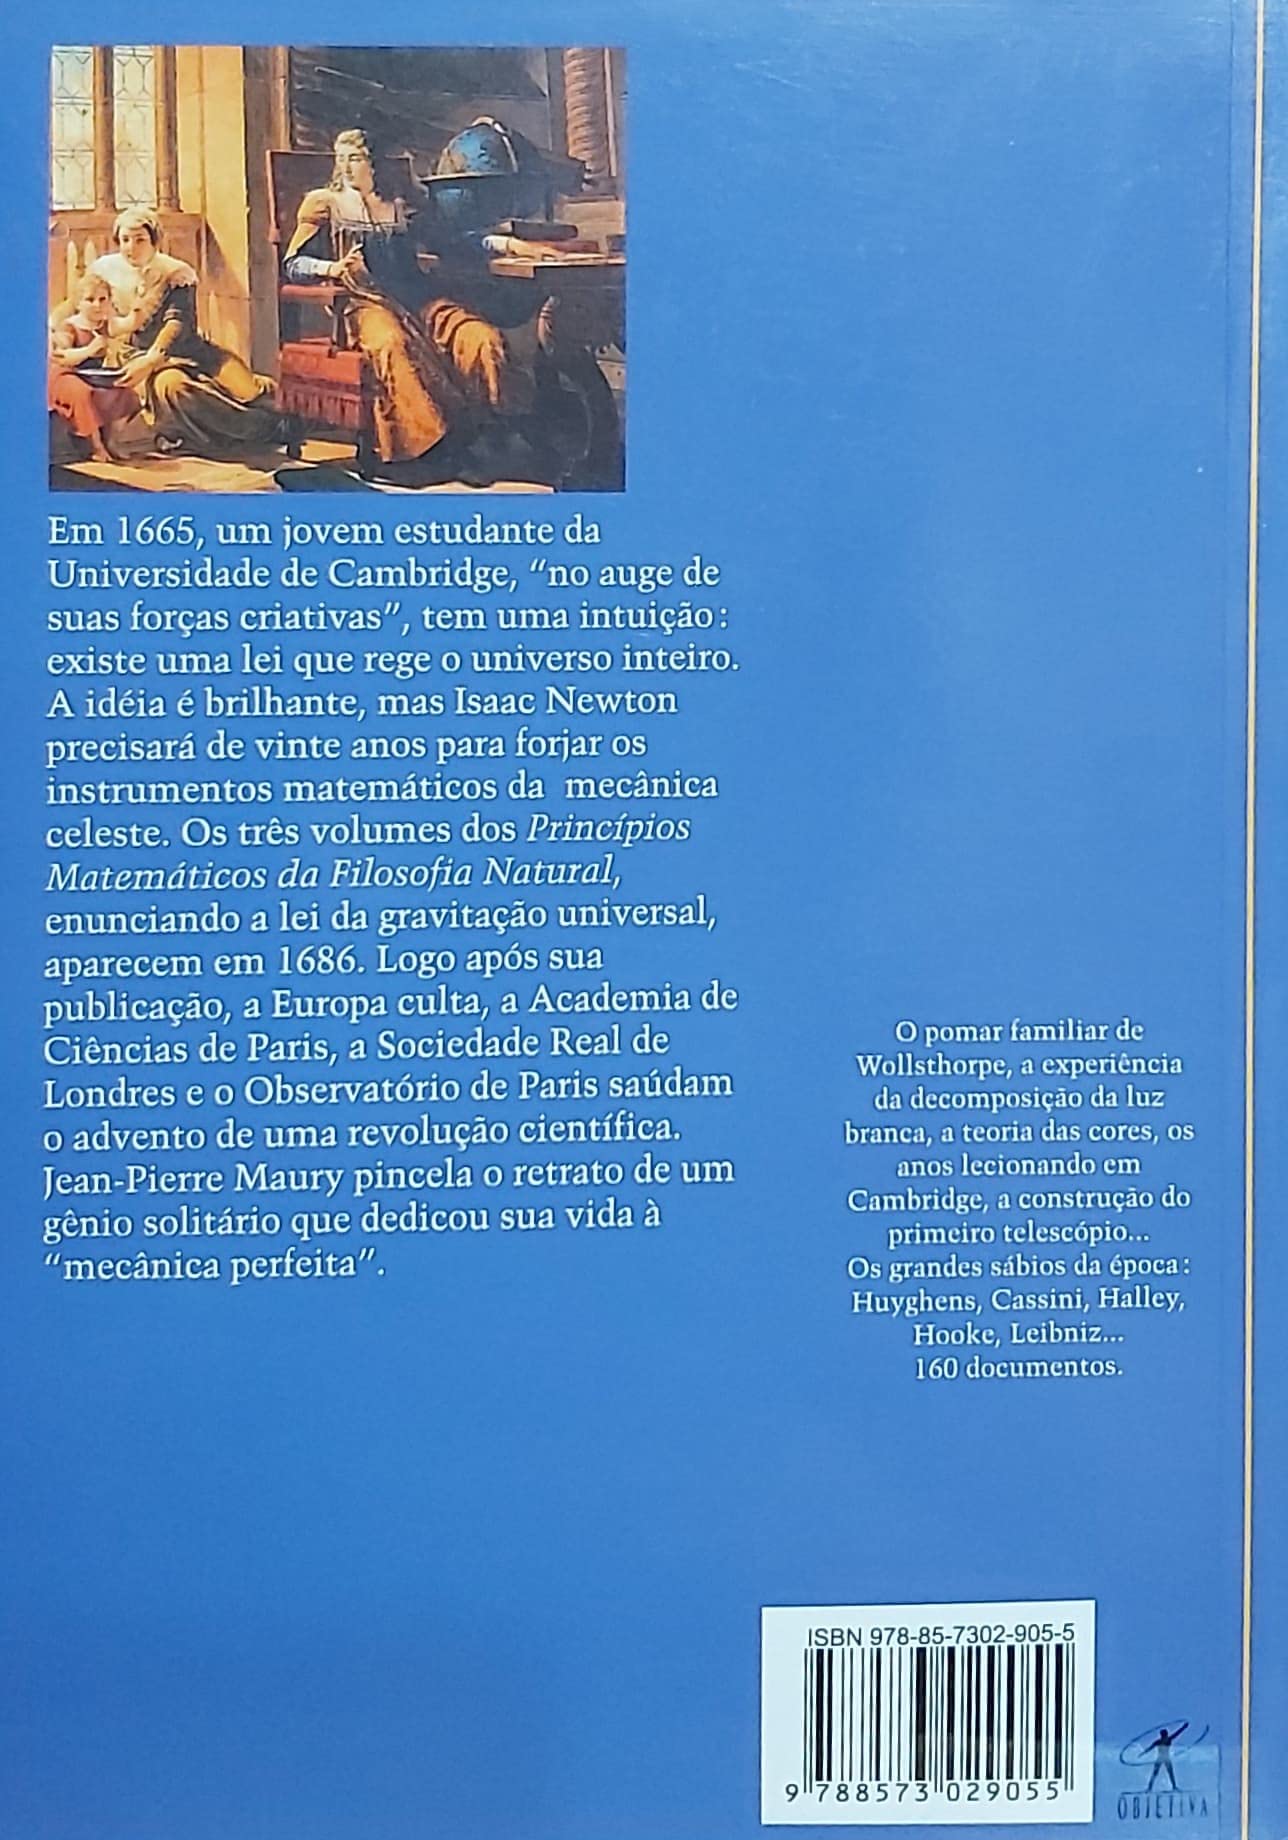 Em 1665, um jovem estudante da
Universidade de Cambridge, “no auge de
suas forças criativas”, tem uma intuição:
existe uma lei que rege o universo inteiro.
A idéia é brilhante, mas Isaac Newton
precisará de vinte anos para forjar os
instrumentos matemáticos da mecânica
celeste. Os três volumes dos Princípios
Matemáticos da Filosofia Natural,
enunciando a lei da gravitação universal,
aparecem em 1686. Logo após sua
publicação, a Europa culta, a Academia de
Ciências de Paris, a Sociedade Real de
Londres e o Observatório de Paris saúdam
o advento de uma revolução científica.
Jean-Pierre Maury pincela o retrato de um
gênio solitário que dedicou sua vida à
“mecânica perfeita”.
O pomar familiar de
Wollsthorpe, a experiência
da decomposição da luz
branca, a teoria das cores, os
anos lecionando em
Cambridge, a construção do
primeiro telescópio...
Os grandes sábios da época:
Huyghens, Cassini, Halley,
Hooke, Leibniz...
160 documentos.
ISBN 978-85-7302-905-5
9 788573 029055
OBJETIVA